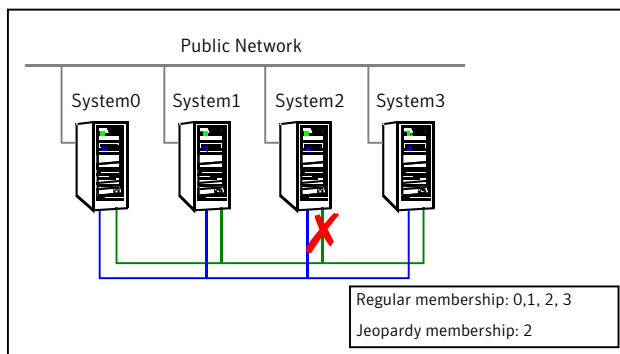 Public Network
System0
System1
System2
System3
Regular membership: 0,1, 2, 3
Jeopardy membership: 2